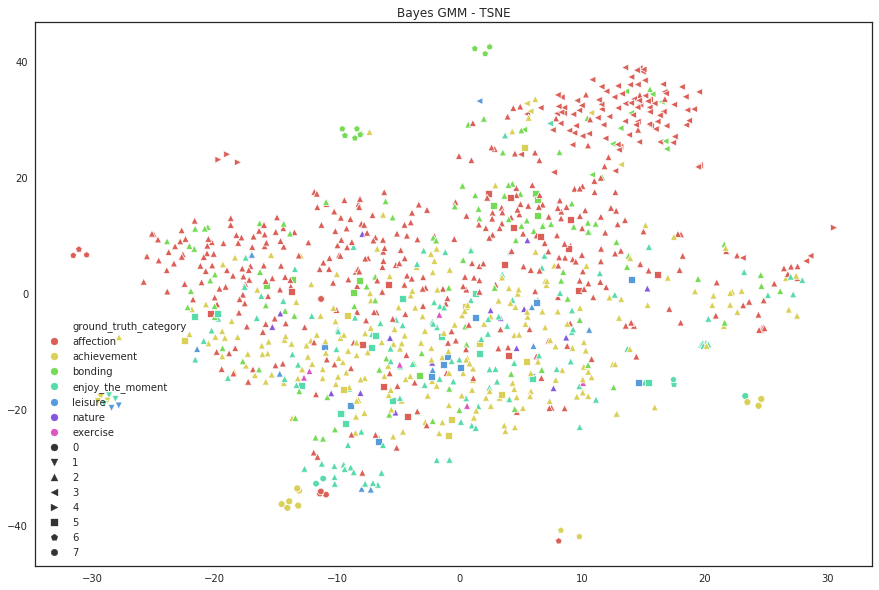 Bayes GMM - TSNE
40
20
0
−20
−40
ground_truth_category
affection
achievement
bonding
enjoy_the_moment
leisure
nature
exercise
0
1
2
3
4
5
6
7
−30
−20
−10
0
10
20
30